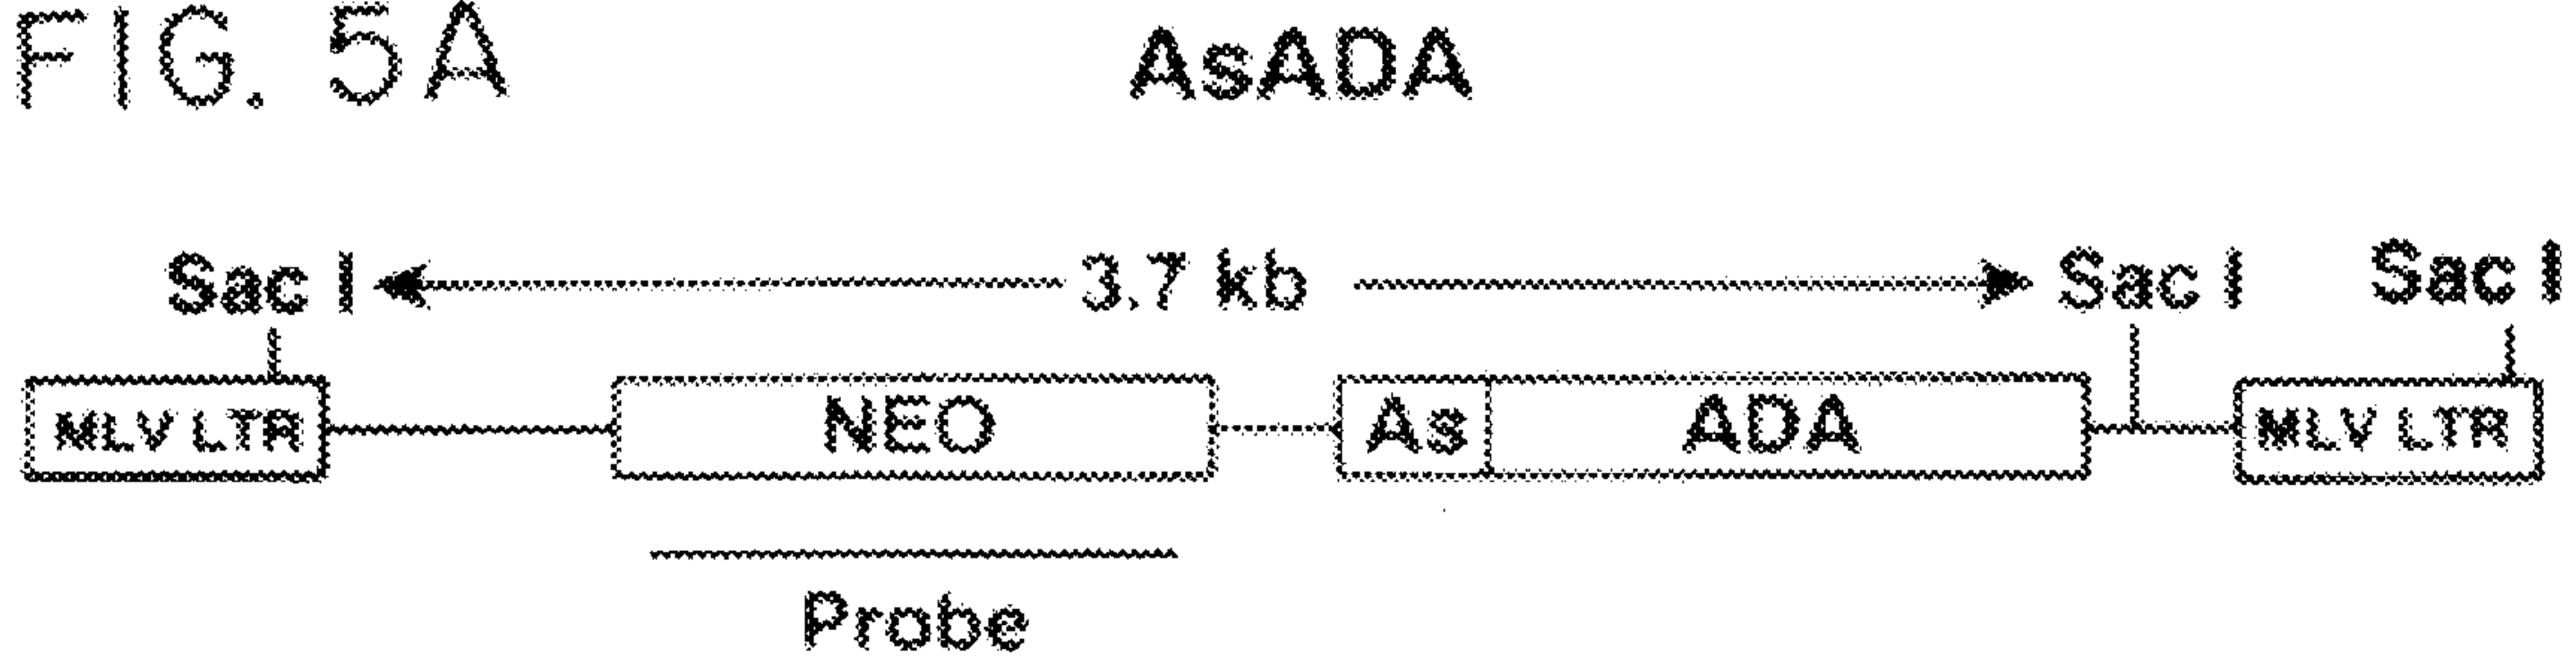 FIG. 5A
AsADA
Sac I 3.7 kb Sac I Sac I
MLV LTR NEO As ADA MLV LTR
Probe